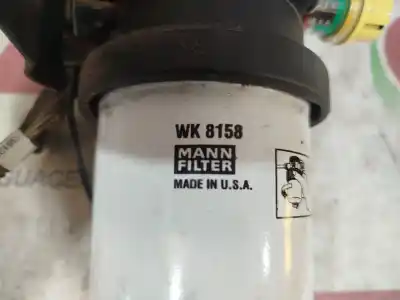 WK 8158
MANN
FILTER
MADE IN U.S.A.